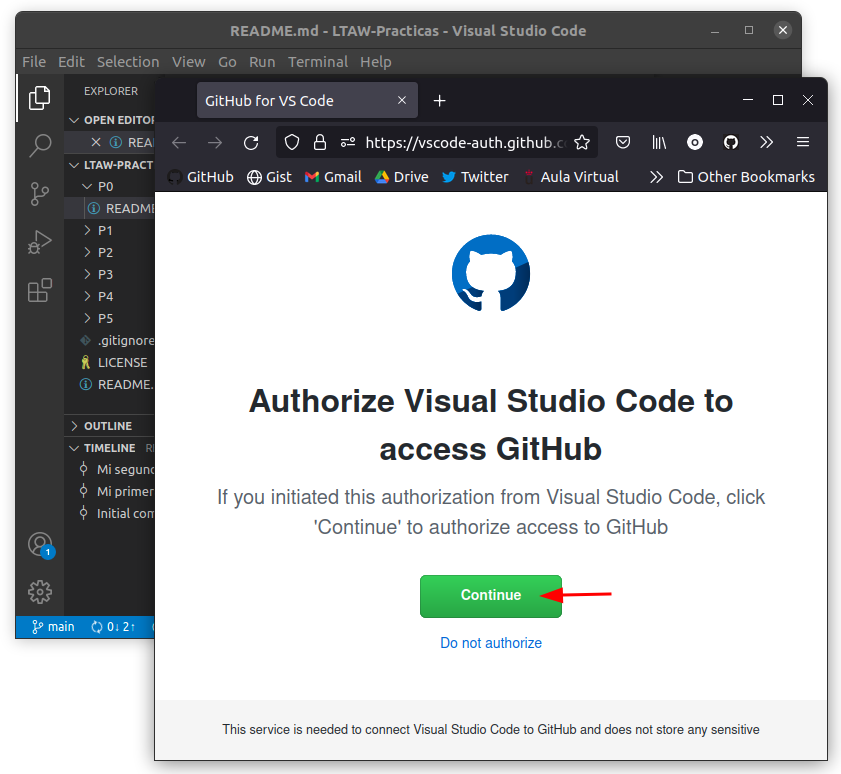 README.md - LTAW-Practicas - Visual Studio Code
File Edit Selection View Go Run Terminal Help
EXPLORER
OPEN EDITOR
READ
LTAW-PRACT
P0
README
P1
P2
P3
P4
P5
.gitignore
LICENSE
README.
OUTLINE
TIMELINE RE
Mi segund
Mi primer
Initial com
1
main 0↓ 2↑
GitHub for VS Code
https://vscode-auth.github.c
GitHub Gist Gmail Drive Twitter Aula Virtual Other Bookmarks
Authorize Visual Studio Code to
access GitHub
If you initiated this authorization from Visual Studio Code, click
'Continue' to authorize access to GitHub
Continue
Do not authorize
This service is needed to connect Visual Studio Code to GitHub and does not store any sensitive